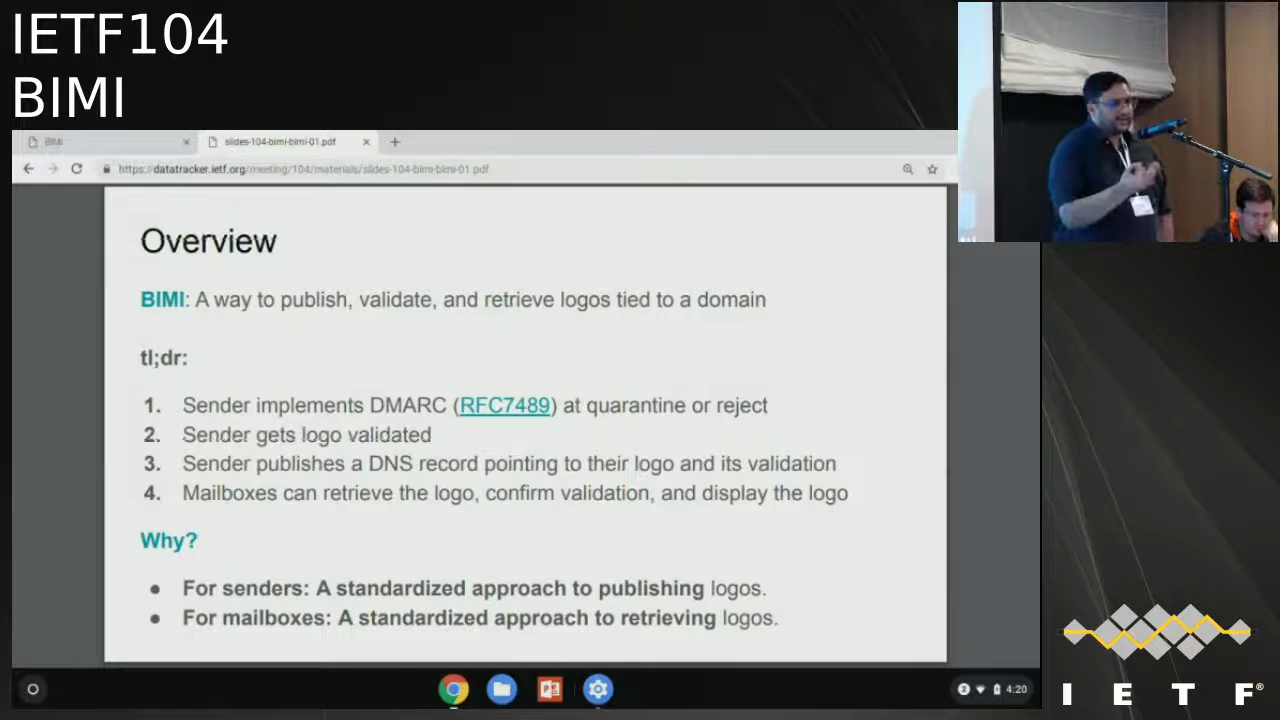 IETF104
BIMI
BIMI
slides-104-bimi-bimi-01.pdf
https://datatracker.ietf.org/meeting/104/materials/slides-104-bimi-bimi-01.pdf
Overview
BIMI: A way to publish, validate, and retrieve logos tied to a domain
tl;dr:
1. Sender implements DMARC (RFC7489) at quarantine or reject
2. Sender gets logo validated
3. Sender publishes a DNS record pointing to their logo and its validation
4. Mailboxes can retrieve the logo, confirm validation, and display the logo
Why?
● For senders: A standardized approach to publishing logos.
● For mailboxes: A standardized approach to retrieving logos.
2 4:20
I E T F®